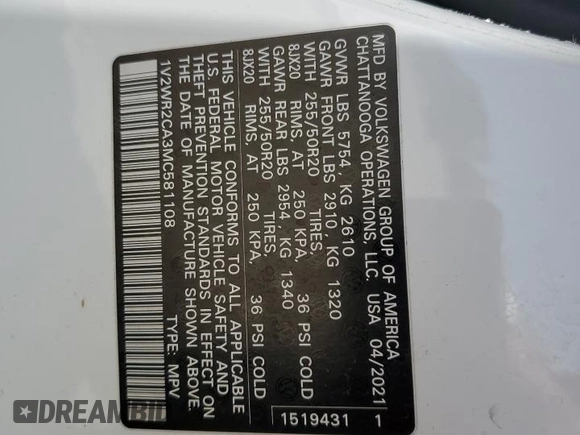 MFD BY VOLKSWAGEN GROUP OF AMERICA
CHATTANOOGA OPERATIONS, LLC. USA 04/2021
GVWR LBS 5754, KG 2610
GAWR FRONT LBS 2910, KG 1320
WITH 255/50R20 TIRES,
8JX20 RIMS, AT 250 KPA, 36 PSI COLD
GAWR REAR LBS 2954, KG 1340
WITH 255/50R20 TIRES,
8JX20 RIMS, AT 250 KPA, 36 PSI COLD
THIS VEHICLE CONFORMS TO ALL APPLICABLE
U.S. FEDERAL MOTOR VEHICLE SAFETY AND
THEFT PREVENTION STANDARDS IN EFFECT ON
THE DATE OF MANUFACTURE SHOWN ABOVE.
1V2WR2CA3MC581108 TYPE: MPV
1519431 1
DREAMBID